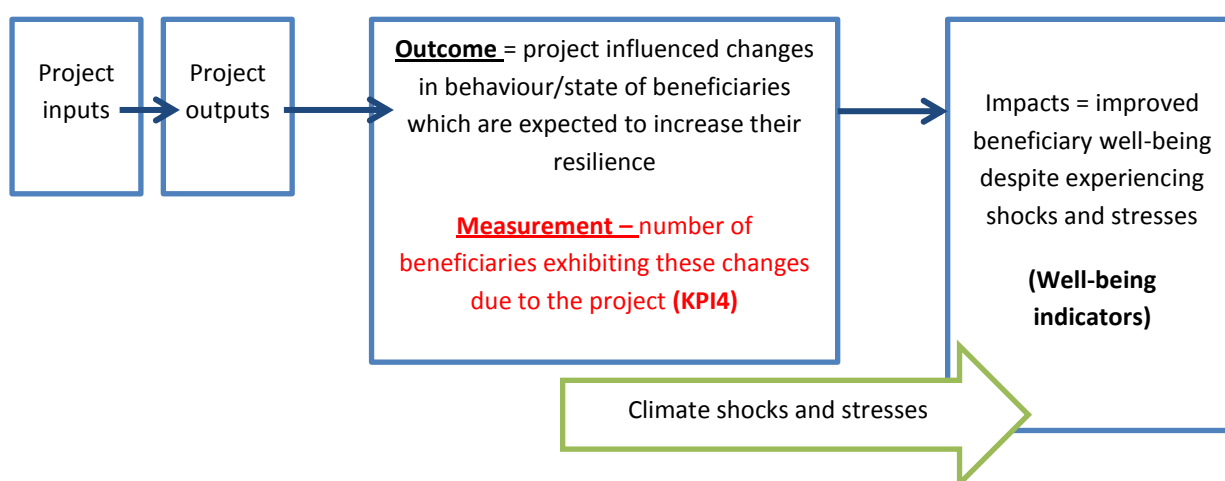 Project
inputs
Project
outputs
Outcome = project influenced changes
in behaviour/state of beneficiaries
which are expected to increase their
resilience
Measurement – number of
beneficiaries exhibiting these changes
due to the project (KPI4)
Impacts = improved
beneficiary well-being
despite experiencing
shocks and stresses
(Well-being
indicators)
Climate shocks and stresses